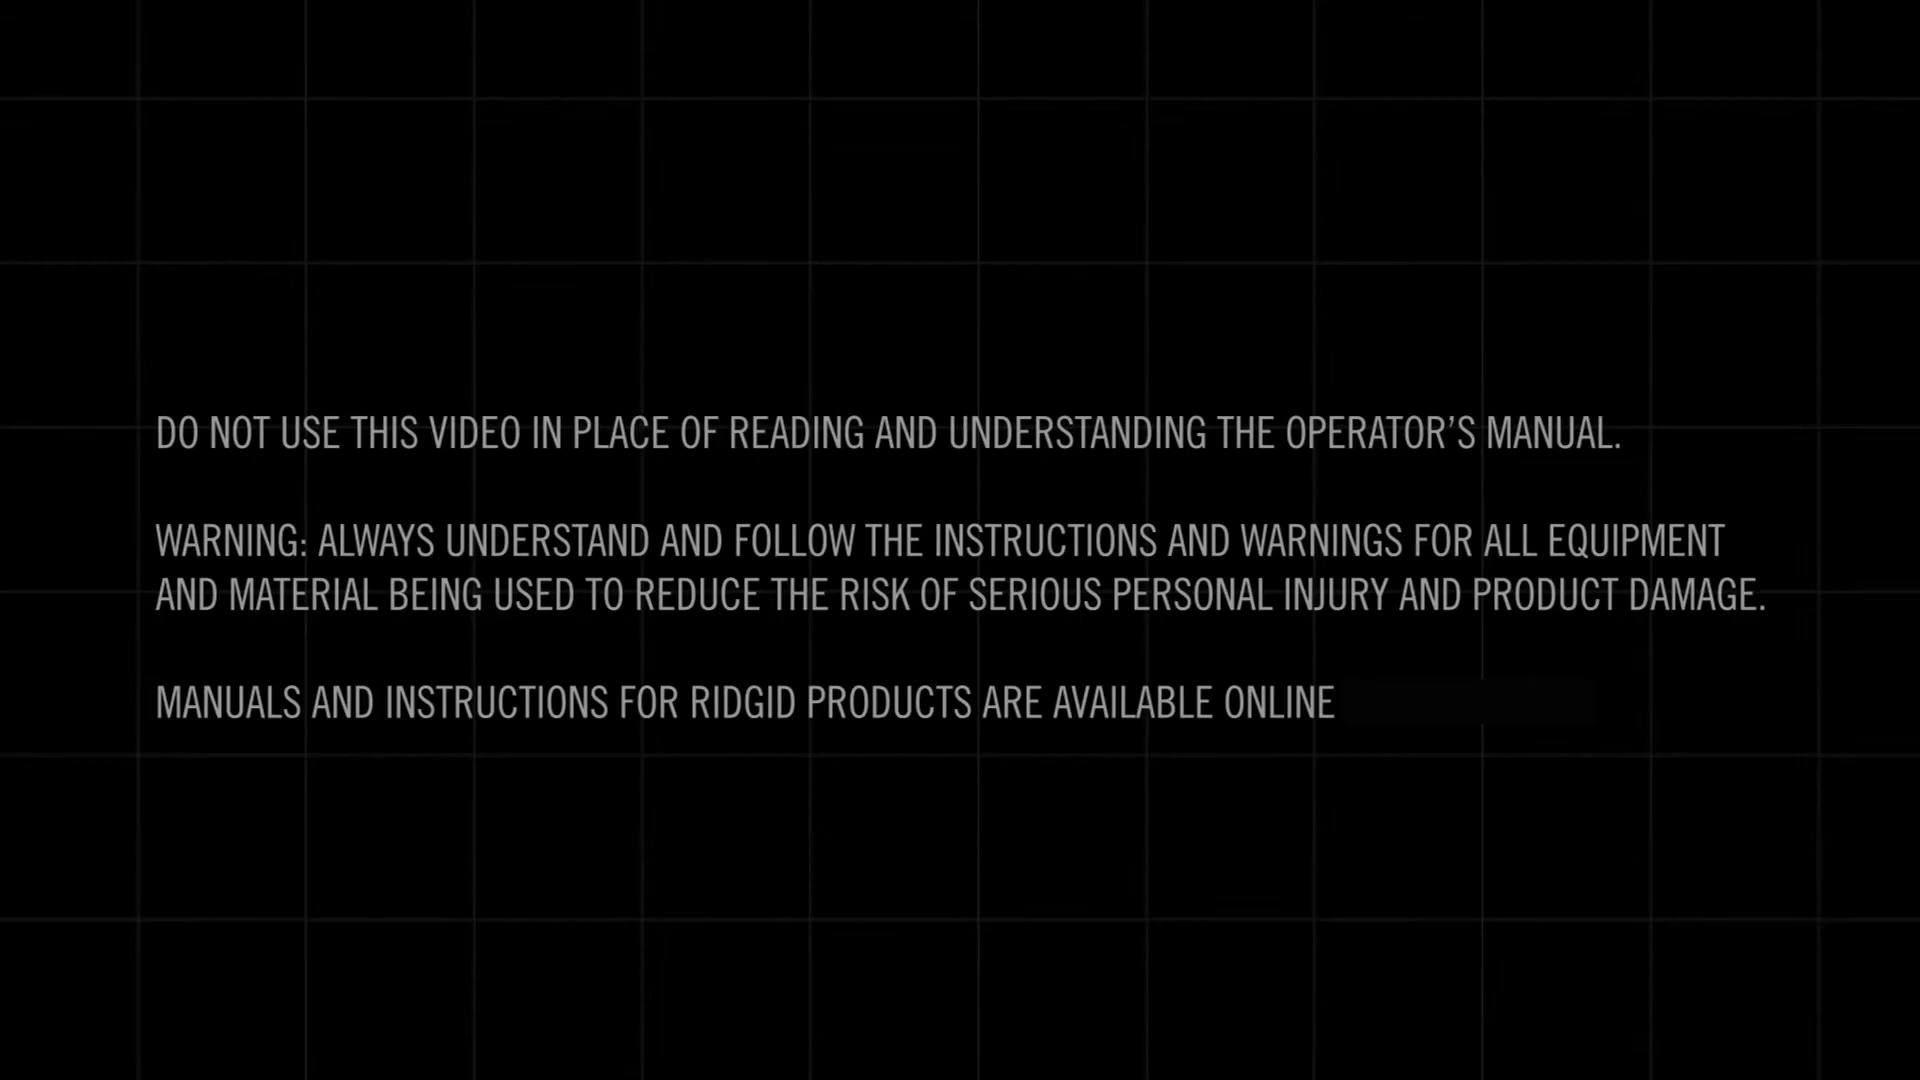 DO NOT USE THIS VIDEO IN PLACE OF READING AND UNDERSTANDING THE OPERATOR’S MANUAL.
WARNING: ALWAYS UNDERSTAND AND FOLLOW THE INSTRUCTIONS AND WARNINGS FOR ALL EQUIPMENT
AND MATERIAL BEING USED TO REDUCE THE RISK OF SERIOUS PERSONAL INJURY AND PRODUCT DAMAGE.
MANUALS AND INSTRUCTIONS FOR RIDGID PRODUCTS ARE AVAILABLE ONLINE